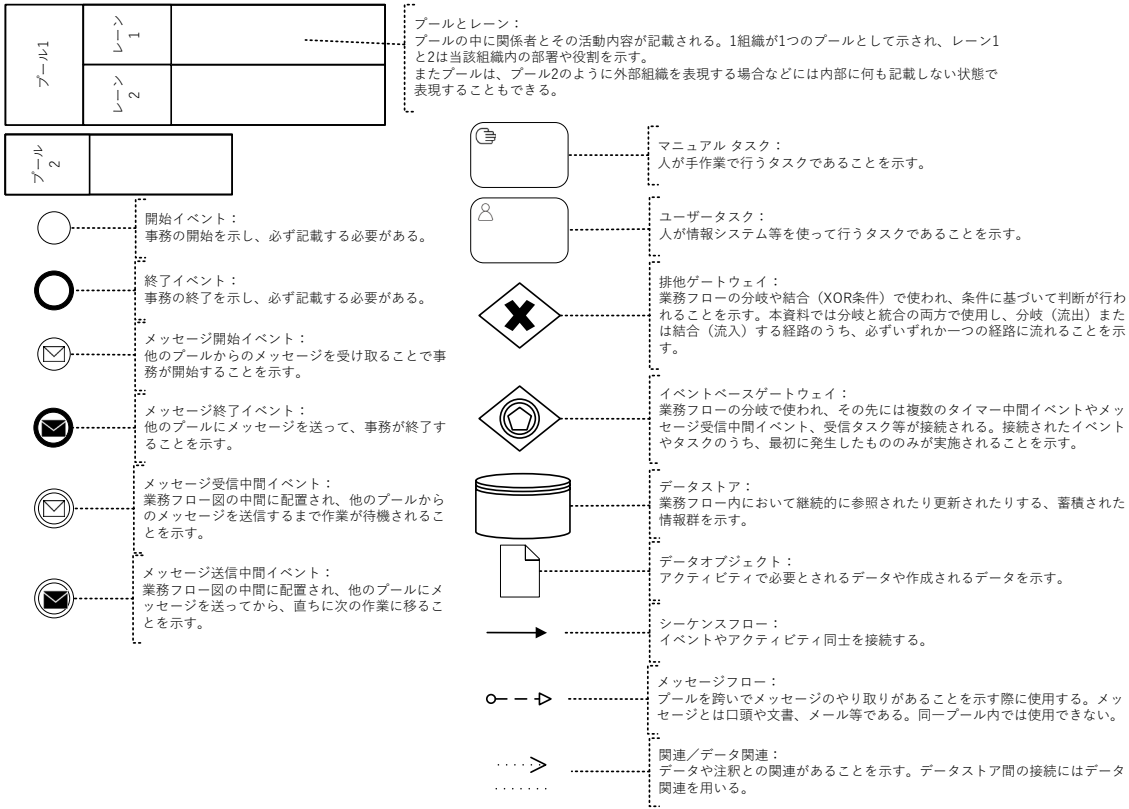 プール1
レーン
1
レーン
2
プールとレーン：
プールの中に関係者とその活動内容が記載される。1組織が1つのプールとして示され、レーン1
と2は当該組織内の部署や役割を示す。
またプールは、プール2のように外部組織を表現する場合などには内部に何も記載しない状態で
表現することもできる。
プール
2
開始イベント：
事務の開始を示し、必ず記載する必要がある。
終了イベント：
事務の終了を示し、必ず記載する必要がある。
メッセージ開始イベント：
他のプールからのメッセージを受け取ることで事
務が開始することを示す。
メッセージ終了イベント：
他のプールにメッセージを送って、事務が終了す
ることを示す。
メッセージ受信中間イベント：
業務フロー図の中間に配置され、他のプールから
のメッセージを送信するまで作業が待機されるこ
とを示す。
メッセージ送信中間イベント：
業務フロー図の中間に配置され、他のプールにメ
ッセージを送ってから、直ちに次の作業に移るこ
とを示す。
マニュアル タスク：
人が手作業で行うタスクであることを示す。
ユーザータスク：
人が情報システム等を使って行うタスクであることを示す。
排他ゲートウェイ：
業務フローの分岐や結合（XOR条件）で使われ、条件に基づいて判断が行わ
れることを示す。本資料では分岐と統合の両方で使用し、分岐（流出）また
は結合（流入）する経路のうち、必ずいずれか一つの経路に流れることを示
す。
イベントベースゲートウェイ：
業務フローの分岐で使われ、その先には複数のタイマー中間イベントやメッ
セージ受信中間イベント、受信タスク等が接続される。接続されたイベント
やタスクのうち、最初に発生したもののみが実施されることを示す。
データストア：
業務フロー内において継続的に参照されたり更新されたりする、蓄積された
情報群を示す。
データオブジェクト：
アクティビティで必要とされるデータや作成されるデータを示す。
シーケンスフロー：
イベントやアクティビティ同士を接続する。
メッセージフロー：
プールを跨いでメッセージのやり取りがあることを示す際に使用する。メッ
セージとは口頭や文書、メール等である。同一プール内では使用できない。
関連／データ関連：
データや注釈との関連があることを示す。データストア間の接続にはデータ
関連を用いる。